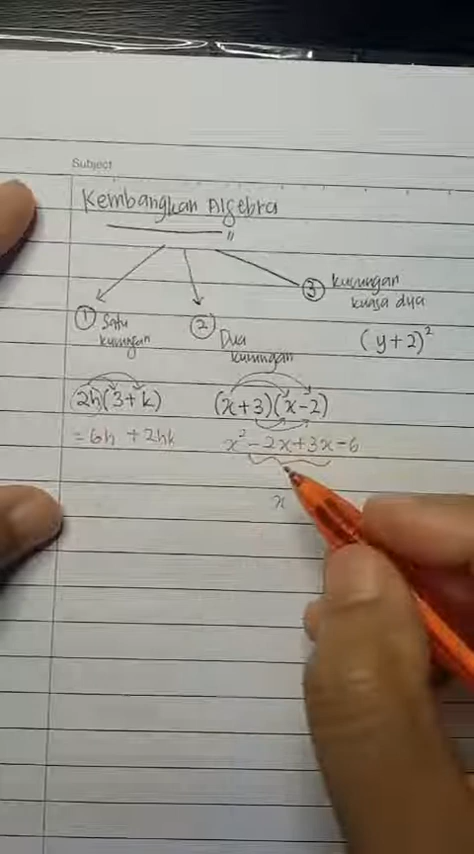 Subject
Kembangkan Algebra
① Satu
kurungan
② Dua
kurungan
③ kurungan
kuasa dua
(y+2)²
2h(3+k)
= 6h + 2hk
(x+3)(x-2)
x² - 2x + 3x - 6
x